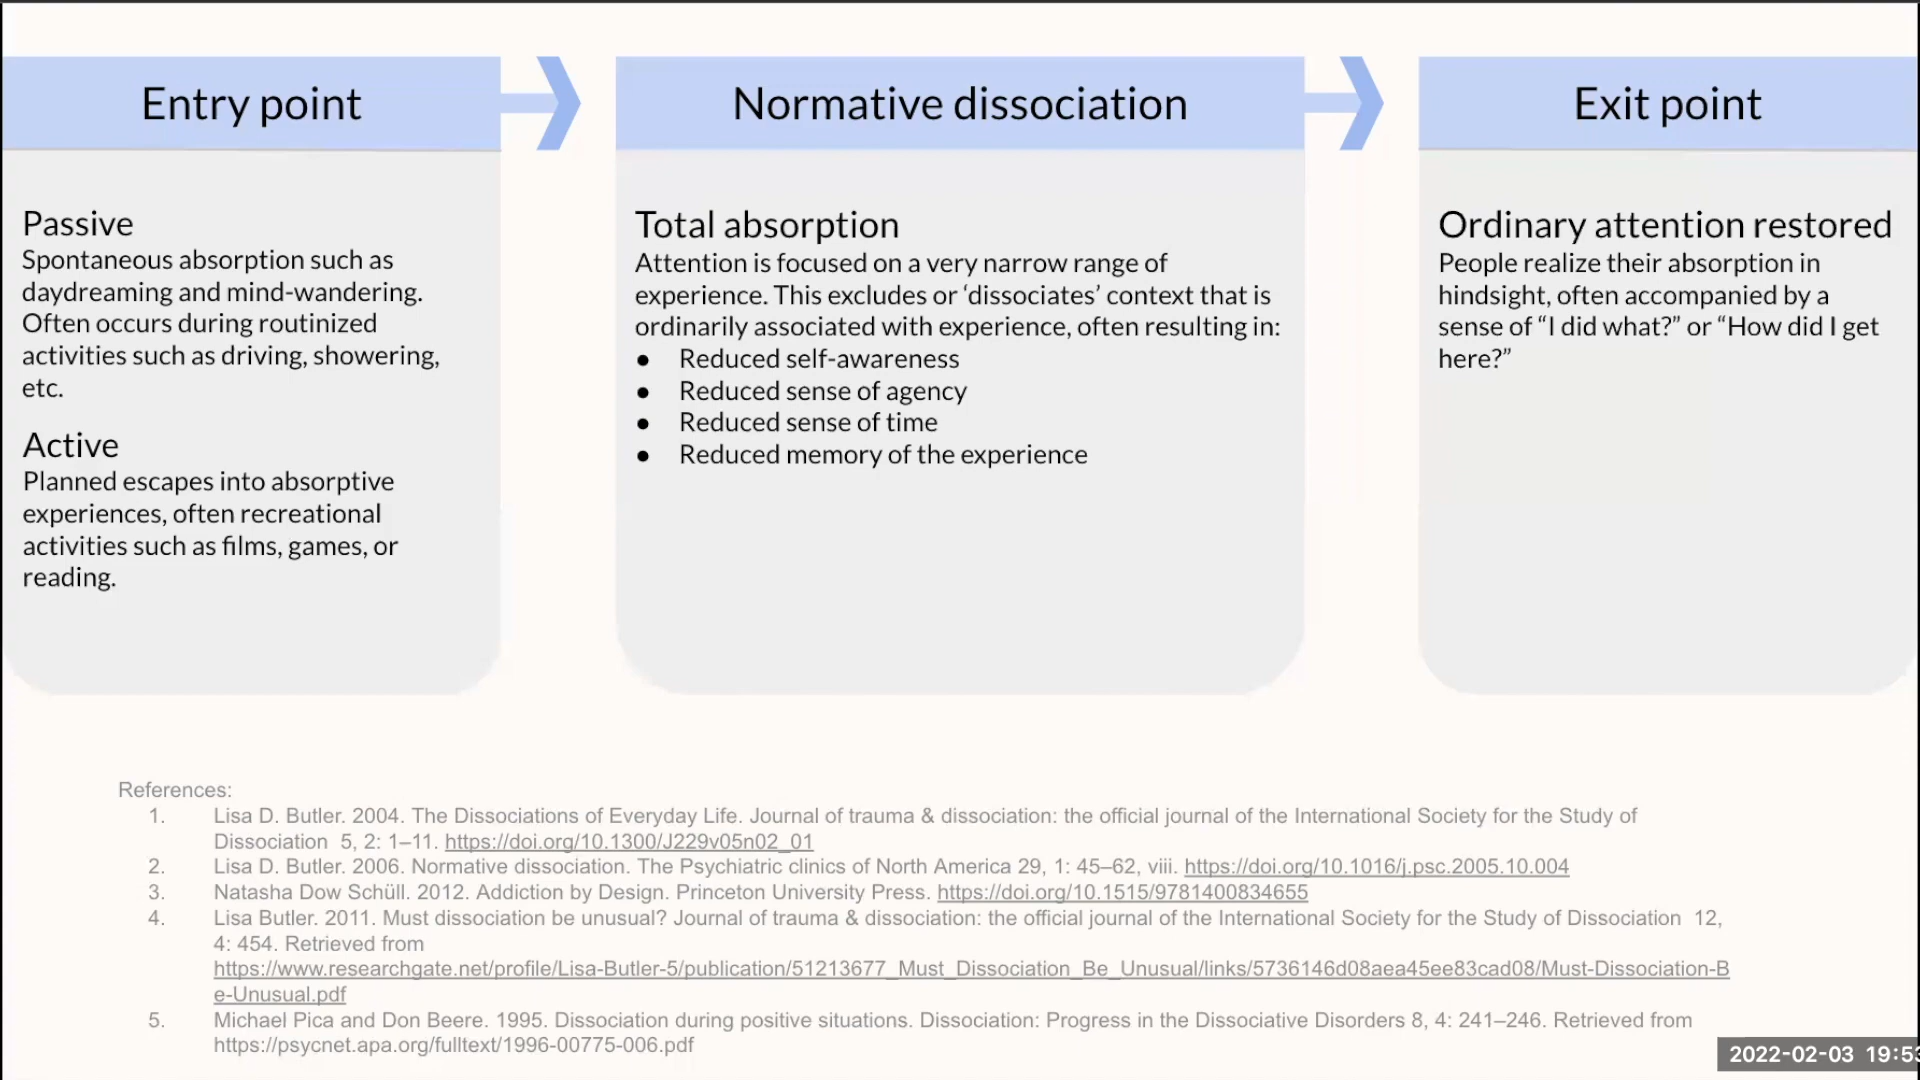 Entry point
Normative dissociation
Exit point
Passive
Spontaneous absorption such as
daydreaming and mind-wandering.
Often occurs during routinized
activities such as driving, showering,
etc.
Active
Planned escapes into absorptive
experiences, often recreational
activities such as films, games, or
reading.
Total absorption
Attention is focused on a very narrow range of
experience. This excludes or ‘dissociates’ context that is
ordinarily associated with experience, often resulting in:
● Reduced self-awareness
● Reduced sense of agency
● Reduced sense of time
● Reduced memory of the experience
Ordinary attention restored
People realize their absorption in
hindsight, often accompanied by a
sense of “I did what?” or “How did I get
here?”
References:
1. Lisa D. Butler. 2004. The Dissociations of Everyday Life. Journal of trauma & dissociation: the official journal of the International Society for the Study of
Dissociation 5, 2: 1–11. https://doi.org/10.1300/J229v05n02_01
2. Lisa D. Butler. 2006. Normative dissociation. The Psychiatric clinics of North America 29, 1: 45–62, viii. https://doi.org/10.1016/j.psc.2005.10.004
3. Natasha Dow Schüll. 2012. Addiction by Design. Princeton University Press. https://doi.org/10.1515/9781400834655
4. Lisa Butler. 2011. Must dissociation be unusual? Journal of trauma & dissociation: the official journal of the International Society for the Study of Dissociation 12,
4: 454. Retrieved from
https://www.researchgate.net/profile/Lisa-Butler-5/publication/51213677_Must_Dissociation_Be_Unusual/links/5736146d08aea45ee83cad08/Must-Dissociation-B
e-Unusual.pdf
5. Michael Pica and Don Beere. 1995. Dissociation during positive situations. Dissociation: Progress in the Dissociative Disorders 8, 4: 241–246. Retrieved from
https://psycnet.apa.org/fulltext/1996-00775-006.pdf
2022-02-03 19:53